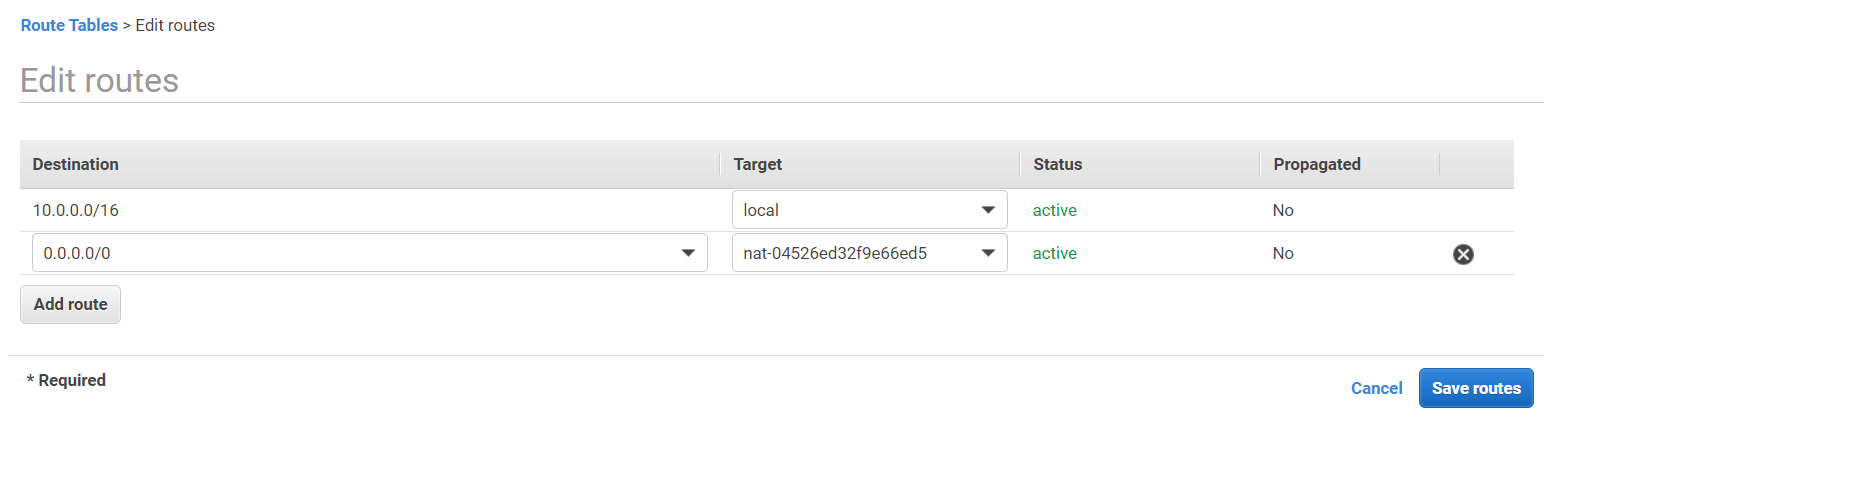 Route Tables > Edit routes
Edit routes
Destination Target Status Propagated
10.0.0.0/16 local active No
0.0.0.0/0 nat-04526ed32f9e66ed5 active No
Add route
* Required
Cancel Save routes